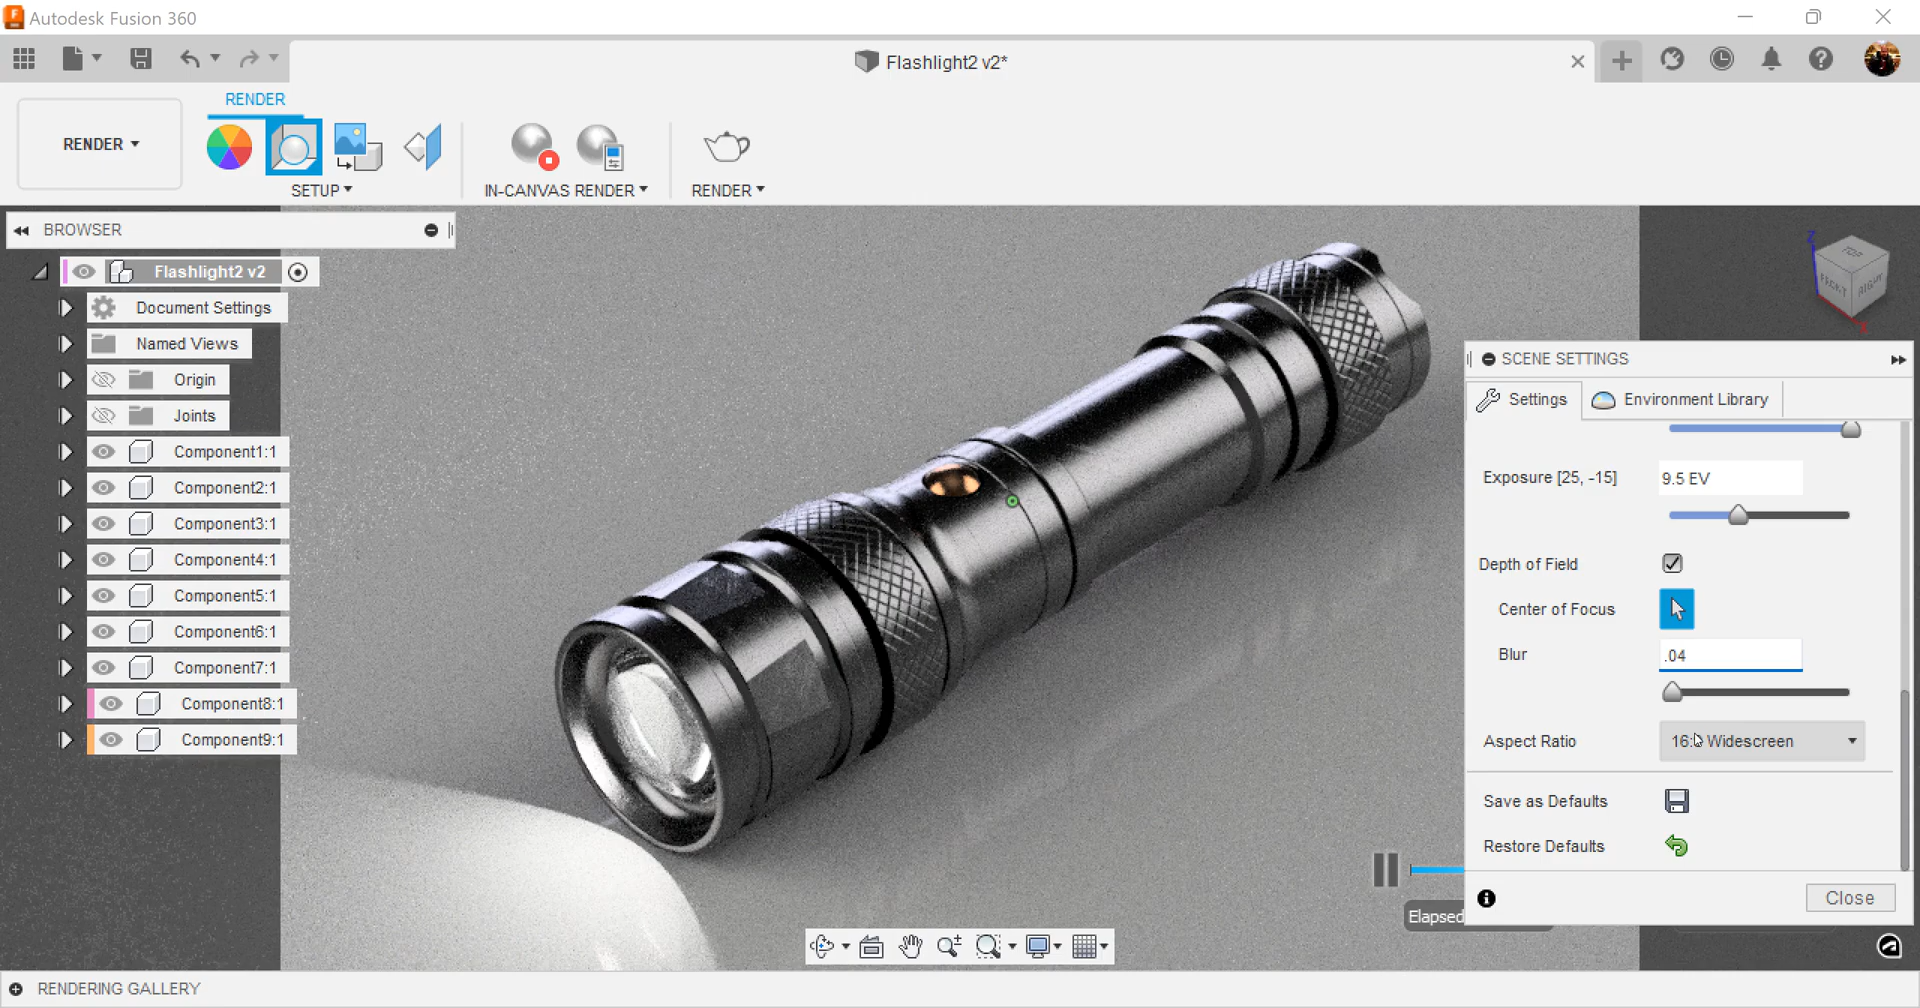 Autodesk Fusion 360
Flashlight2 v2*
RENDER
RENDER
SETUP
IN-CANVAS RENDER
RENDER
BROWSER
Flashlight2 v2
Document Settings
Named Views
Origin
Joints
Component1:1
Component2:1
Component3:1
Component4:1
Component5:1
Component6:1
Component7:1
Component8:1
Component9:1
Z
TOP
FRONT
RIGHT
X
SCENE SETTINGS
Settings
Environment Library
Exposure [25, -15]
9.5 EV
Depth of Field
Center of Focus
Blur
.04
Aspect Ratio
Widescreen
Save as Defaults
Restore Defaults
Close
Elapsed
RENDERING GALLERY